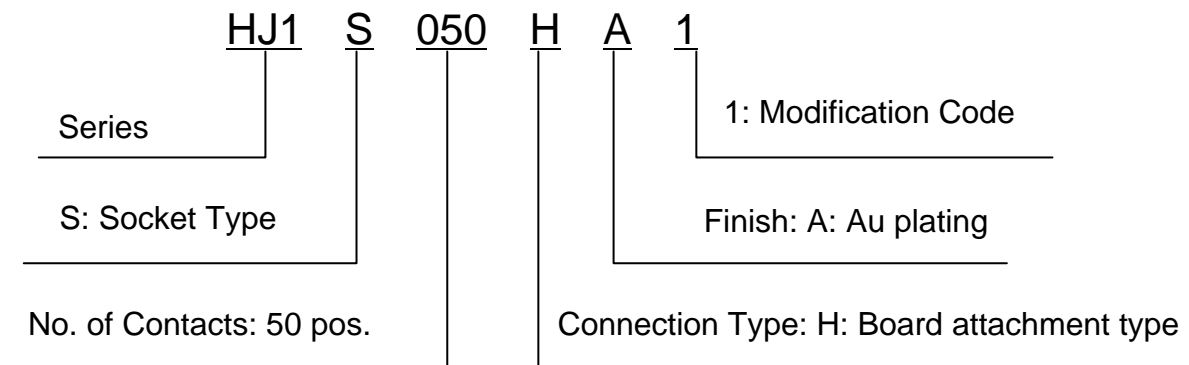 HJ1 S 050 H A 1
Series
1: Modification Code
S: Socket Type
Finish: A: Au plating
No. of Contacts: 50 pos.
Connection Type: H: Board attachment type